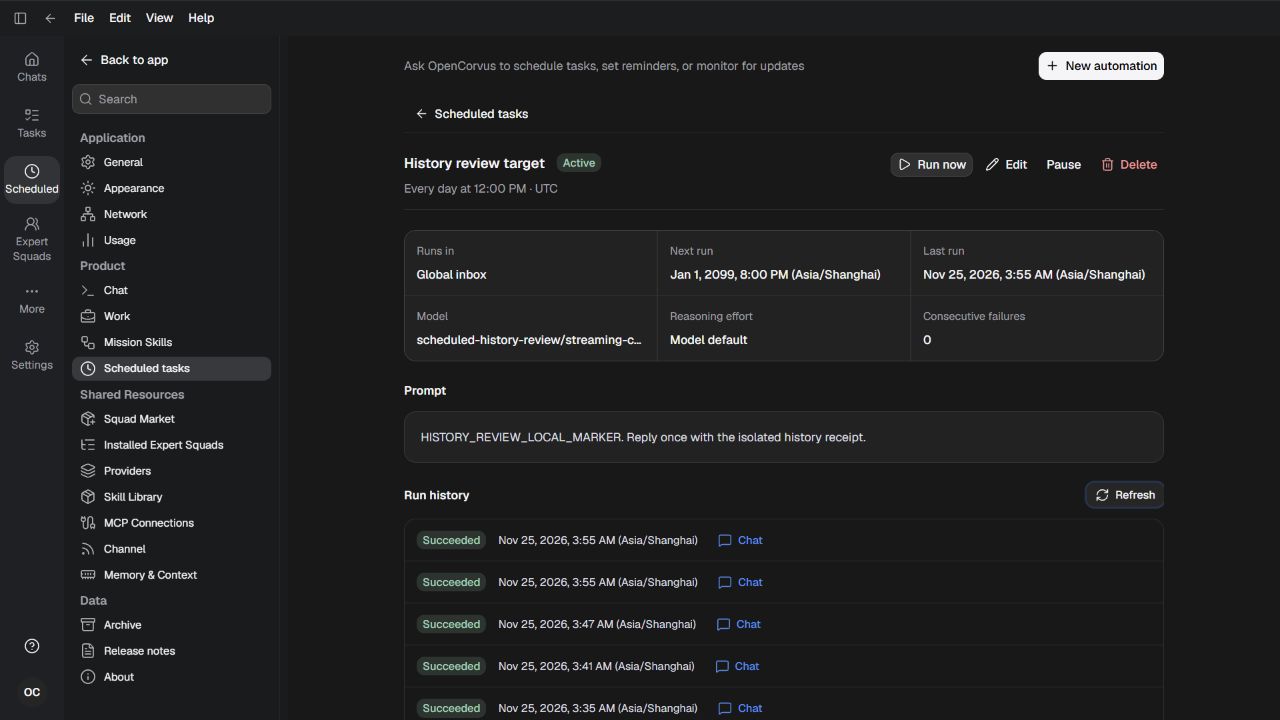 File Edit View Help
Chats
Tasks
Scheduled
Expert
Squads
More
Settings
OC
Back to app
Search
Application
General
Appearance
Network
Usage
Product
Chat
Work
Mission Skills
Scheduled tasks
Shared Resources
Squad Market
Installed Expert Squads
Providers
Skill Library
MCP Connections
Channel
Memory & Context
Data
Archive
Release notes
About
Ask OpenCorvus to schedule tasks, set reminders, or monitor for updates
New automation
Scheduled tasks
History review target Active
Run now Edit Pause Delete
Every day at 12:00 PM · UTC
Runs in
Global inbox
Next run
Jan 1, 2099, 8:00 PM (Asia/Shanghai)
Last run
Nov 25, 2026, 3:55 AM (Asia/Shanghai)
Model
scheduled-history-review/streaming-c...
Reasoning effort
Model default
Consecutive failures
0
Prompt
HISTORY_REVIEW_LOCAL_MARKER. Reply once with the isolated history receipt.
Run history
Refresh
Succeeded Nov 25, 2026, 3:55 AM (Asia/Shanghai) Chat
Succeeded Nov 25, 2026, 3:55 AM (Asia/Shanghai) Chat
Succeeded Nov 25, 2026, 3:47 AM (Asia/Shanghai) Chat
Succeeded Nov 25, 2026, 3:41 AM (Asia/Shanghai) Chat
Succeeded Nov 25, 2026, 3:35 AM (Asia/Shanghai) Chat